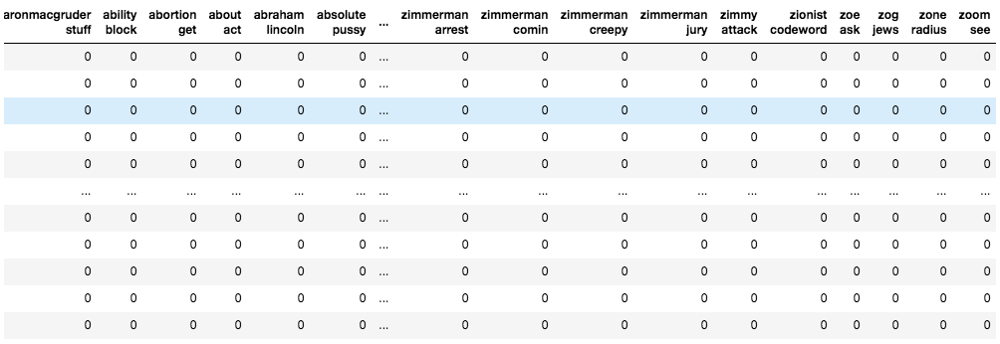 aronmacgruder ability abortion about abraham absolute ... zimmerman zimmerman zimmerman zimmerman zimmy zionist zoe zog zone zoom
stuff block get act lincoln pussy arrest comin creepy jury attack codeword ask jews radius see
0 0 0 0 0 0 ... 0 0 0 0 0 0 0 0 0 0
0 0 0 0 0 0 ... 0 0 0 0 0 0 0 0 0 0
0 0 0 0 0 0 ... 0 0 0 0 0 0 0 0 0 0
0 0 0 0 0 0 ... 0 0 0 0 0 0 0 0 0 0
0 0 0 0 0 0 ... 0 0 0 0 0 0 0 0 0 0
... ... ... ... ... ... ... ... ... ... ... ... ... ... ... ... ...
0 0 0 0 0 0 ... 0 0 0 0 0 0 0 0 0 0
0 0 0 0 0 0 ... 0 0 0 0 0 0 0 0 0 0
0 0 0 0 0 0 ... 0 0 0 0 0 0 0 0 0 0
0 0 0 0 0 0 ... 0 0 0 0 0 0 0 0 0 0
0 0 0 0 0 0 ... 0 0 0 0 0 0 0 0 0 0